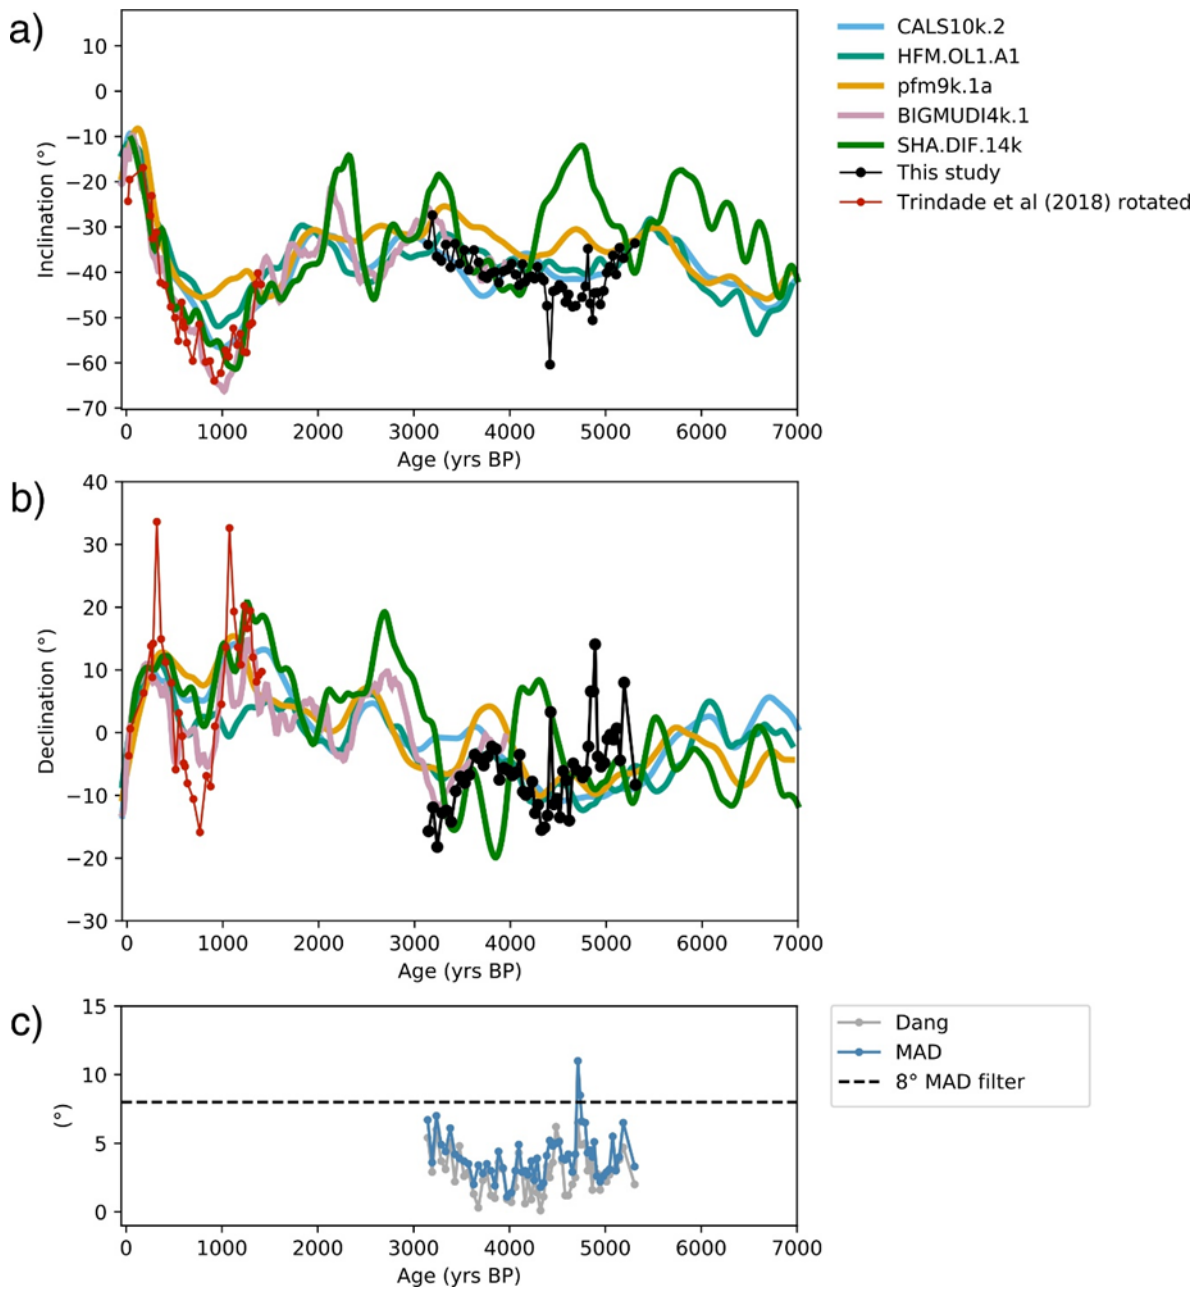 a)
10
0
−10
−20
−30
−40
−50
−60
−70
Inclination (°)
0 1000 2000 3000 4000 5000 6000 7000
Age (yrs BP)
CALS10k.2
HFM.OL1.A1
pfm9k.1a
BIGMUDI4k.1
SHA.DIF.14k
This study
Trindade et al (2018) rotated
b)
40
30
20
10
0
−10
−20
−30
Declination (°)
0 1000 2000 3000 4000 5000 6000 7000
Age (yrs BP)
c)
15
10
5
0
(°)
0 1000 2000 3000 4000 5000 6000 7000
Age (yrs BP)
Dang
MAD
8° MAD filter